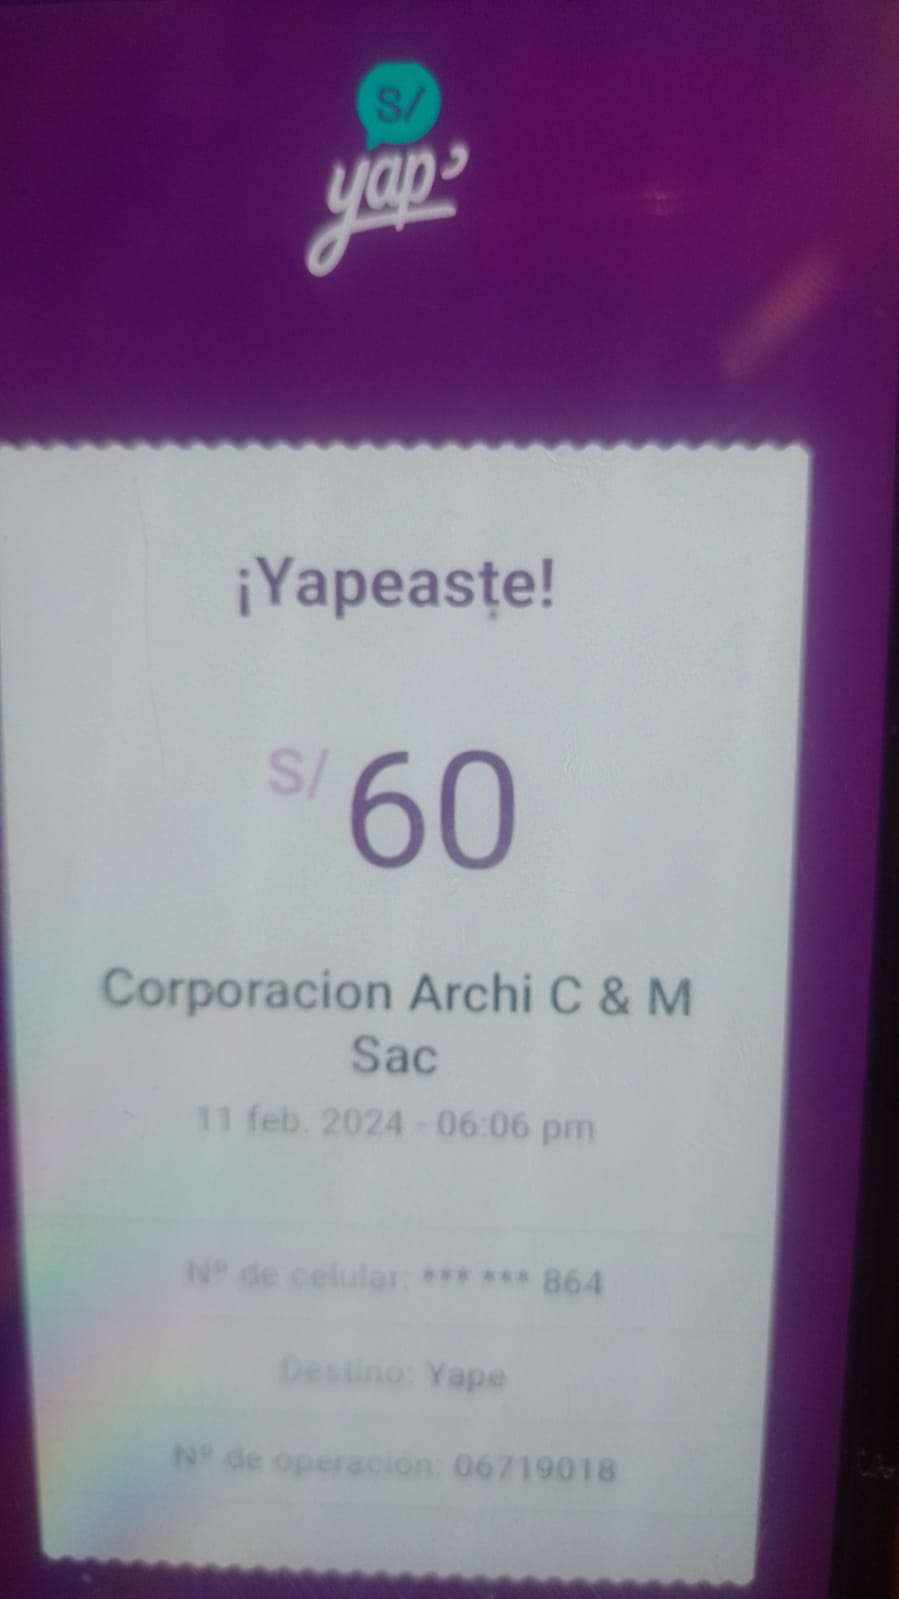 S/
yape
¡Yapeaste!
S/ 60
Corporacion Archi C & M
Sac
11 feb. 2024 - 06:06 pm
Nº de celular: *** *** 864
Destino: Yape
Nº de operación: 06719018